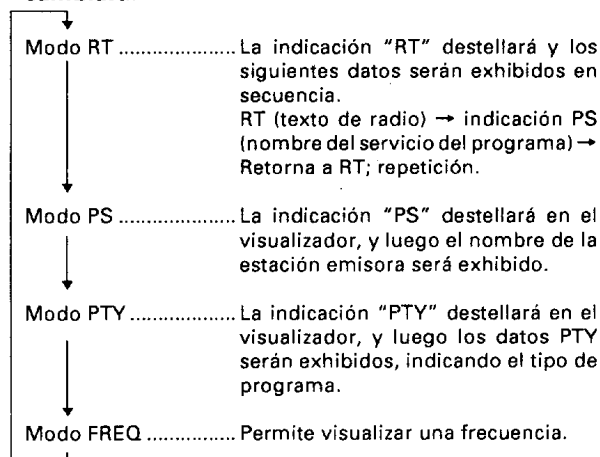 Modo RT ..................... La indicación “RT” destellará y los
siguientes datos serán exhibidos en
secuencia.
RT (texto de radio) → indicación PS
(nombre del servicio del programa) →
Retorna a RT; repetición.
Modo PS ..................... La indicación “PS” destellará en el
visualizador, y luego el nombre de la
estación emisora será exhibido.
Modo PTY .................. La indicación “PTY” destellará en el
visualizador, y luego los datos PTY
serán exhibidos, indicando el tipo de
programa.
Modo FREQ ................ Permite visualizar una frecuencia.